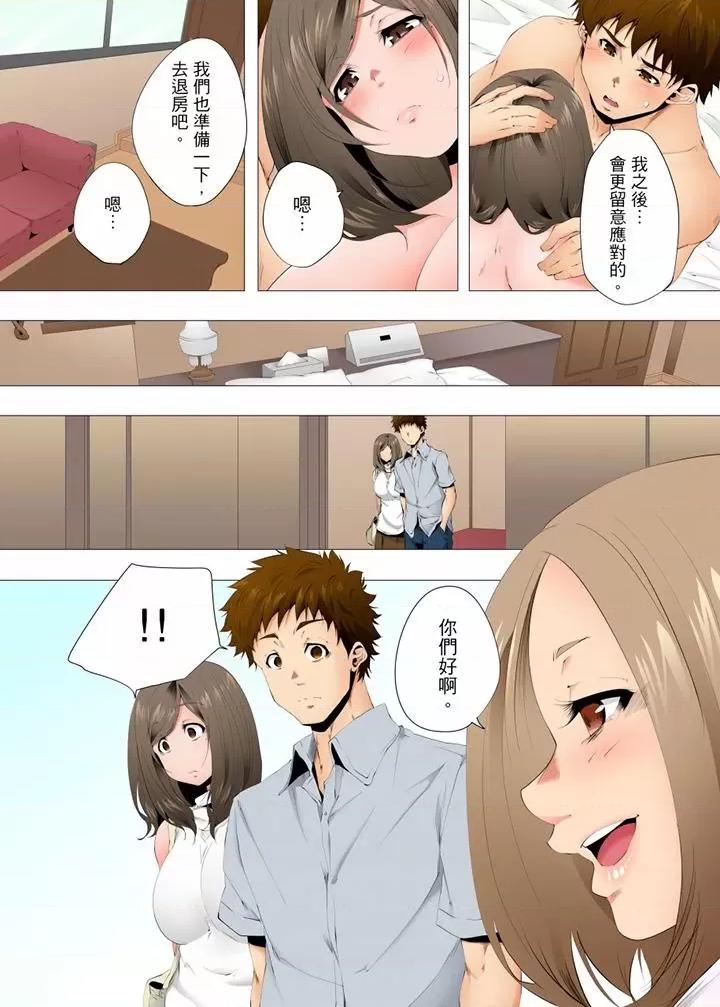 我之後…
會更留意應對的。
嗯…
我們也準備一下，
去退房吧。
嗯…
你們好啊。
!!